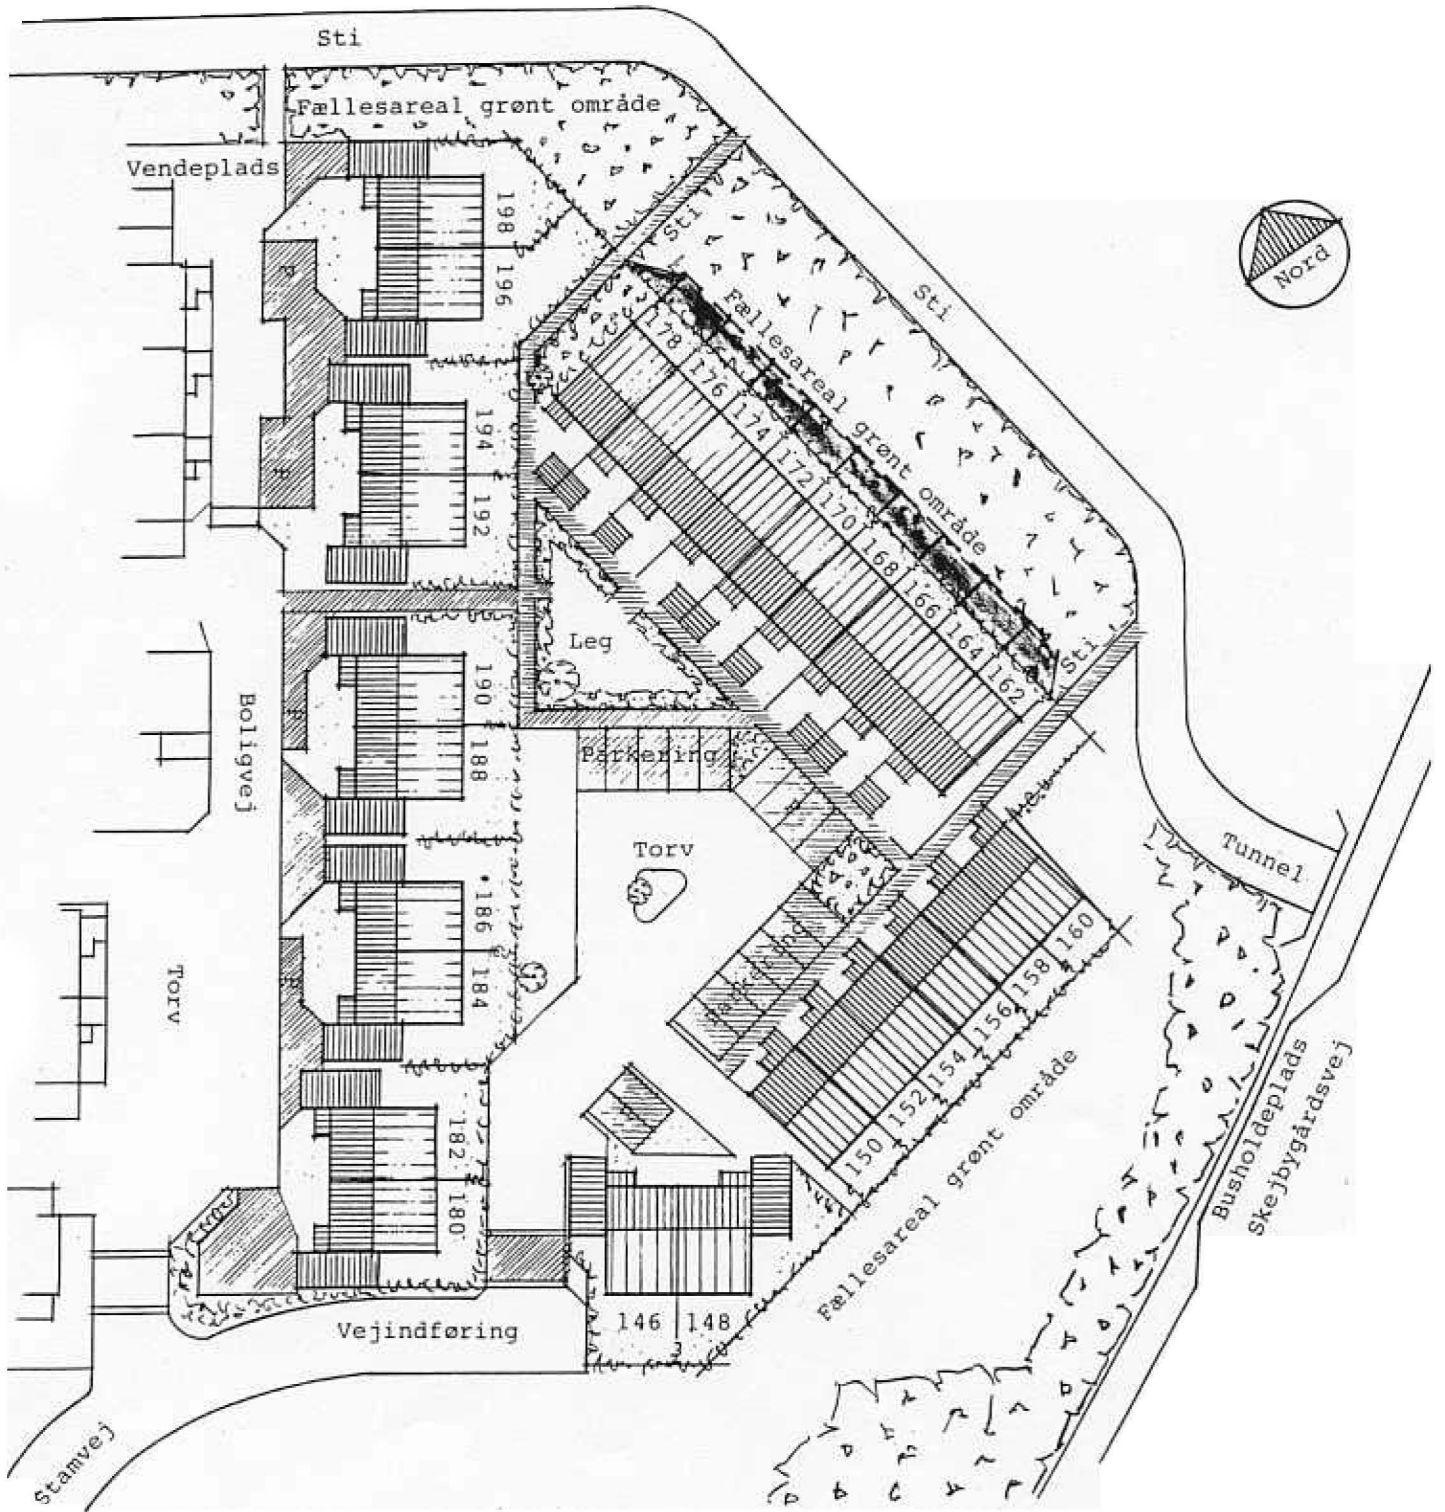 Sti
Fællesareal grønt område
Vendeplads
198
196
Sti
Sti
Nord
P
Fællesareal grønt område
178
176
174
172
170
168
166
164
162
194
192
P
Leg
Sti
190
188
P
Boligvej
Parkering
P
Torv
Tunnel
186
184
P
Parkering
Torv
160
158
156
154
152
150
Fællesareal grønt område
Busholdeplads
Skejbygårdsvej
182
180
P
146
148
Vejindføring
Stamvej